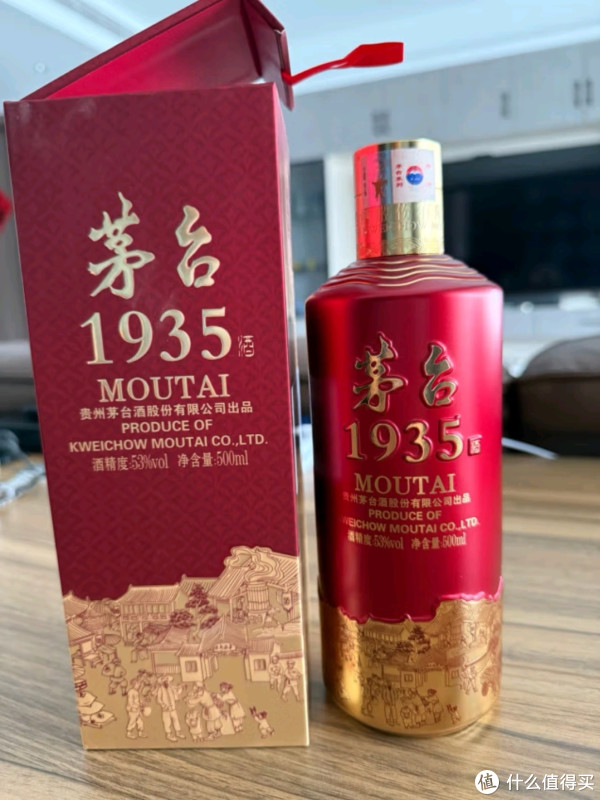 茅台
1935酒
MOUTAI
贵州茅台酒股份有限公司出品
PRODUCE OF
KWEICHOW MOUTAI CO.,LTD.
酒精度:53%vol 净含量:500ml
茅台
1935酒
MOUTAI
贵州茅台酒股份有限公司出品
PRODUCE OF
KWEICHOW MOUTAI CO.,LTD.
酒精度:53%vol 净含量:500ml
值 什么值得买